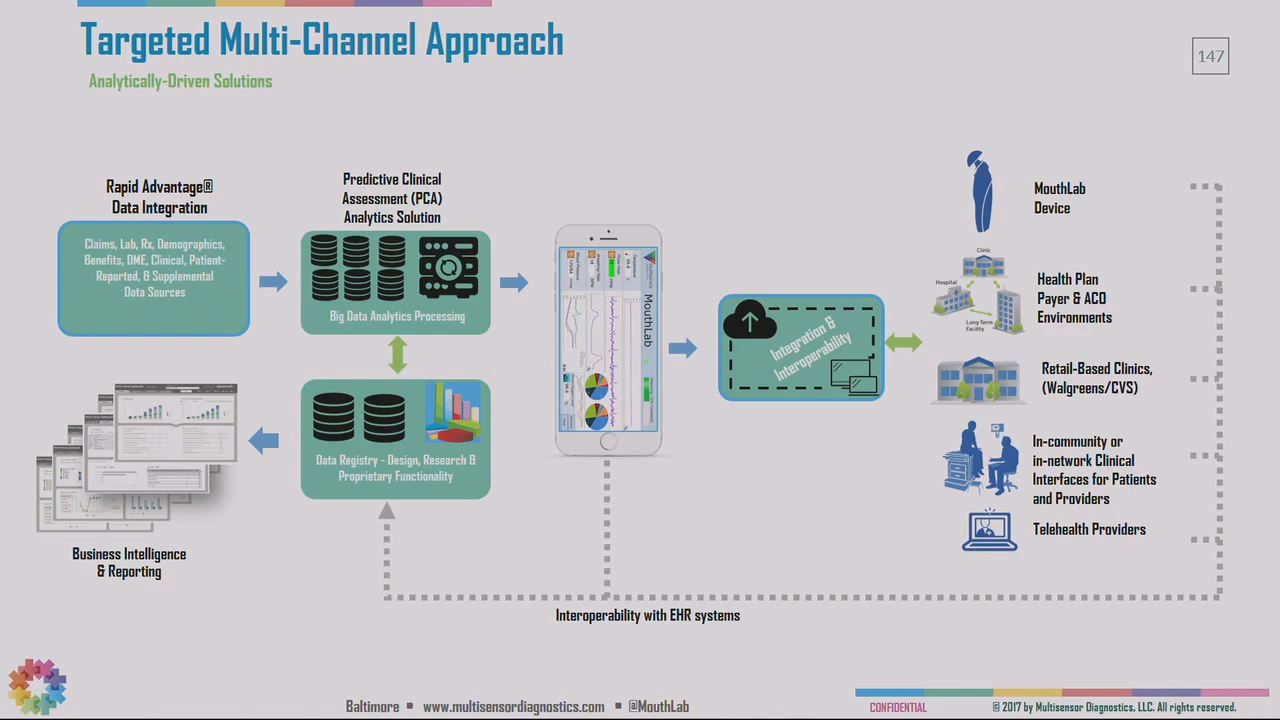 Targeted Multi-Channel Approach
147
Analytically-Driven Solutions
Rapid Advantage®
Data Integration
Claims, Lab, Rx, Demographics,
Benefits, DME, Clinical, Patient-
Reported, & Supplemental
Data Sources
Predictive Clinical
Assessment (PCA)
Analytics Solution
Big Data Analytics Processing
Data Registry - Design, Research &
Proprietary Functionality
Business Intelligence
& Reporting
MouthLab
Integration &
Interoperability
MouthLab
Device
Clinic
Hospital
Long-Term
Facility
Health Plan
Payer & ACO
Environments
Retail-Based Clinics,
(Walgreens/CVS)
In-community or
in-network Clinical
Interfaces for Patients
and Providers
Telehealth Providers
Interoperability with EHR systems
Baltimore ▪ www.multisensordiagnostics.com ▪ @MouthLab
CONFIDENTIAL
© 2017 by Multisensor Diagnostics, LLC. All rights reserved.